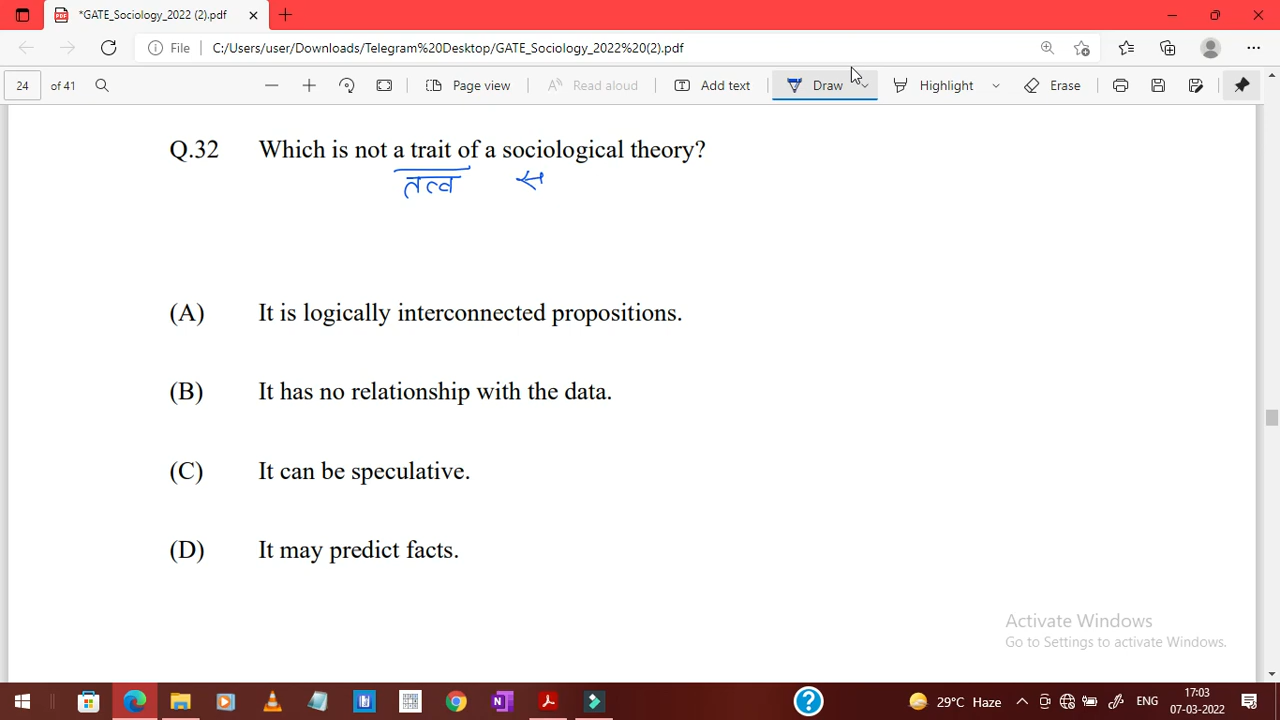 *GATE_Sociology_2022 (2).pdf
File C:/Users/user/Downloads/Telegram%20Desktop/GATE_Sociology_2022%20(2).pdf
24 of 41 Page view Read aloud Add text Draw Highlight Erase
Q.32 Which is not a trait of a sociological theory?
तत्व
(A) It is logically interconnected propositions.
(B) It has no relationship with the data.
(C) It can be speculative.
(D) It may predict facts.
Activate Windows
Go to Settings to activate Windows.
29°C Haze ENG 17:03
07-03-2022